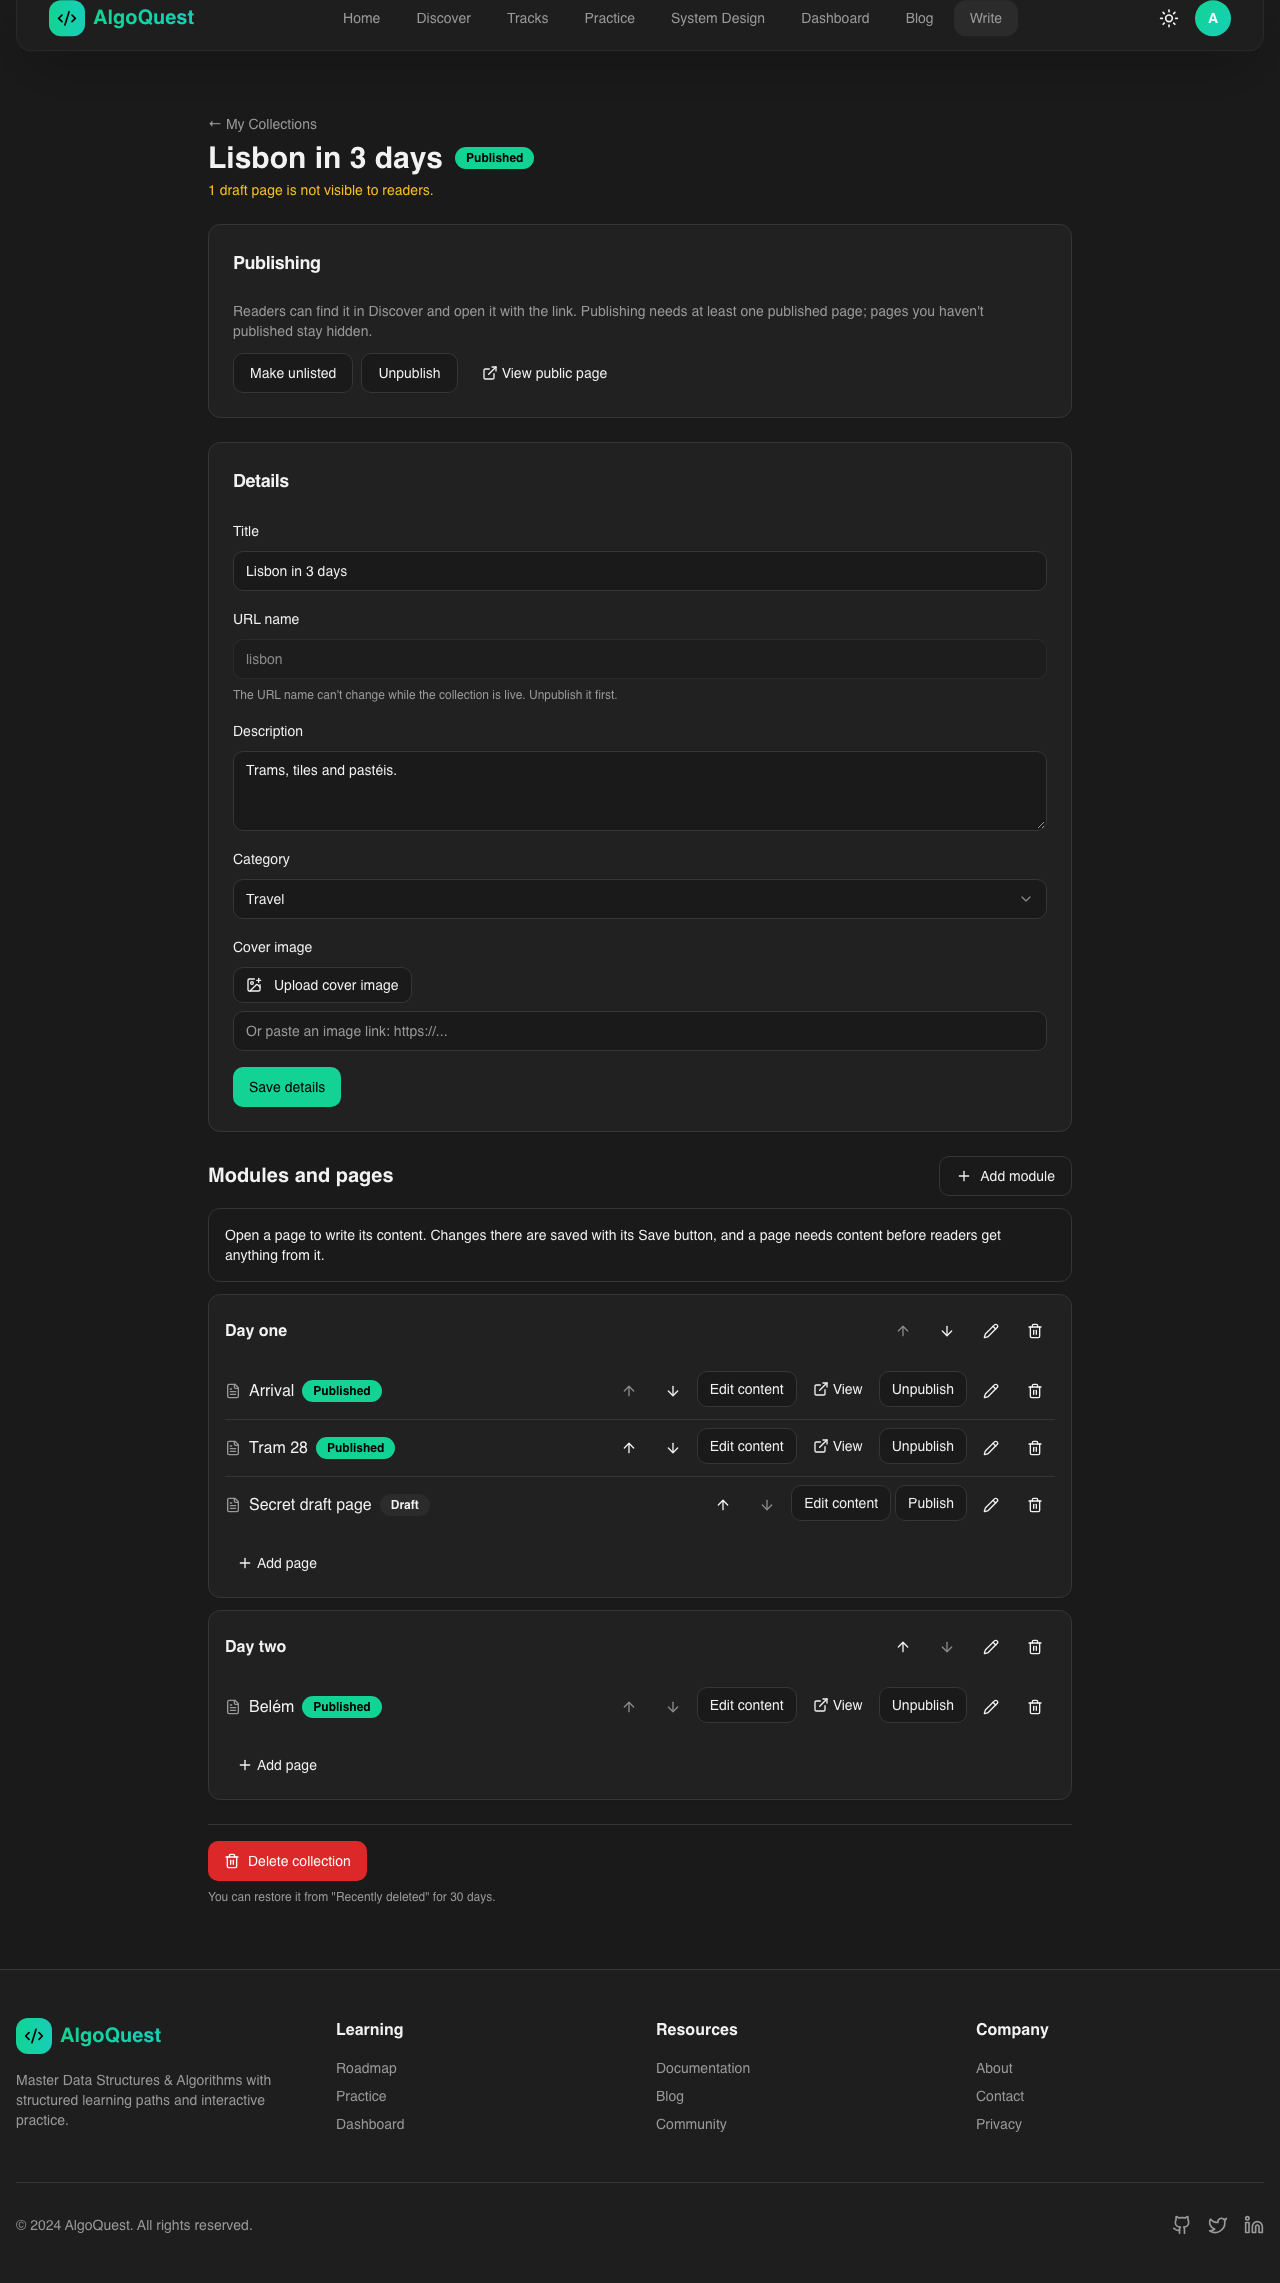 AlgoQuest
Home Discover Tracks Practice System Design Dashboard Blog Write
A
← My Collections
Lisbon in 3 days Published
1 draft page is not visible to readers.
Publishing
Readers can find it in Discover and open it with the link. Publishing needs at least one published page; pages you haven't
published stay hidden.
Make unlisted Unpublish View public page
Details
Title
Lisbon in 3 days
URL name
lisbon
The URL name can't change while the collection is live. Unpublish it first.
Description
Trams, tiles and pastéis.
Category
Travel
Cover image
Upload cover image
Or paste an image link: https://...
Save details
Modules and pages
Add module
Open a page to write its content. Changes there are saved with its Save button, and a page needs content before readers get
anything from it.
Day one
Arrival Published Edit content View Unpublish
Tram 28 Published Edit content View Unpublish
Secret draft page Draft Edit content Publish
Add page
Day two
Belém Published Edit content View Unpublish
Add page
Delete collection
You can restore it from "Recently deleted" for 30 days.
AlgoQuest
Master Data Structures & Algorithms with
structured learning paths and interactive
practice.
Learning
Roadmap
Practice
Dashboard
Resources
Documentation
Blog
Community
Company
About
Contact
Privacy
© 2024 AlgoQuest. All rights reserved.